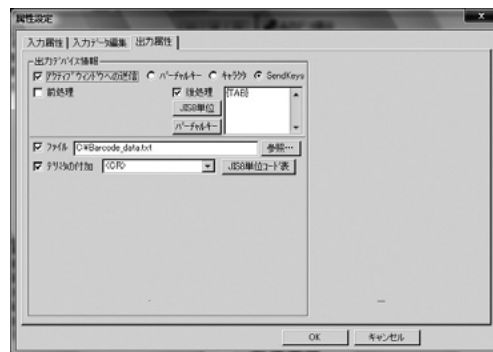 属性設定
入力属性 入力データ編集 出力属性
出力デバイス情報
アクティブウィンドウへの送信 バーチャルキー キャラクタ SendKeys
前処理 後処理 {TAB}
JIS8単位
バーチャルキー
ファイル C:¥Barcode_data.txt 参照…
デリミタの付加 <CR> JIS8単位コード表
OK キャンセル